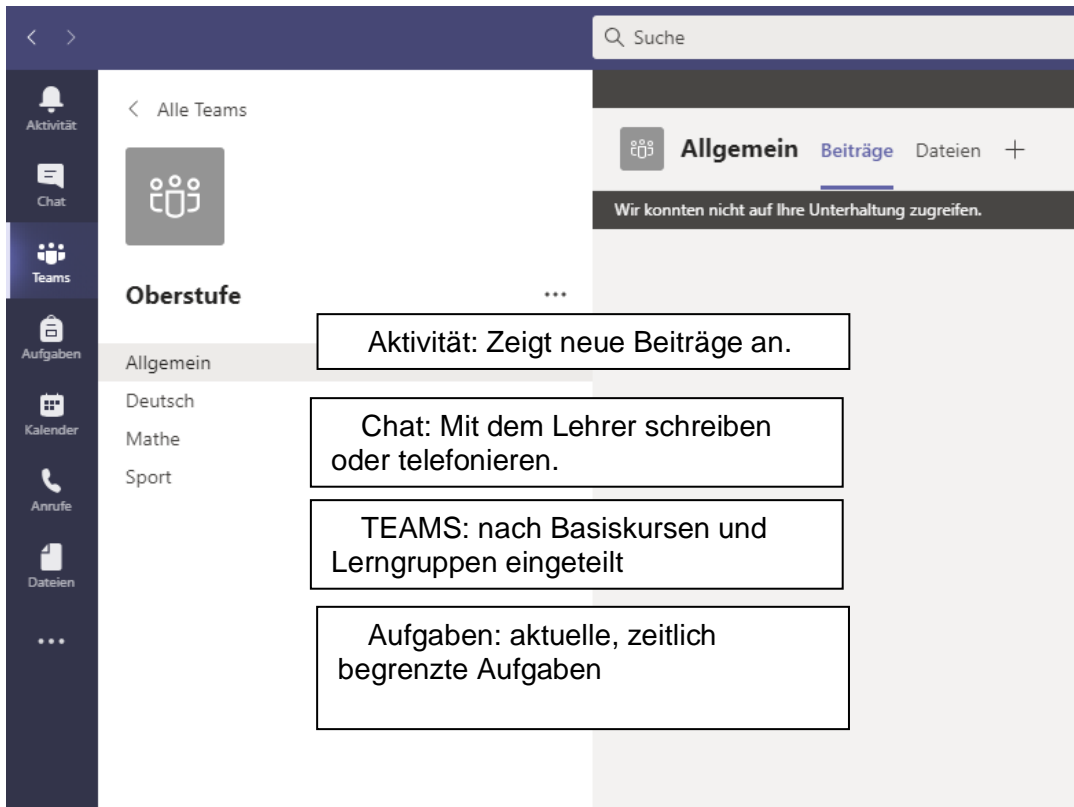 Suche
Aktivität
Chat
Teams
Aufgaben
Kalender
Anrufe
Dateien
Alle Teams
Oberstufe
Allgemein
Deutsch
Mathe
Sport
Allgemein Beiträge Dateien
Wir konnten nicht auf Ihre Unterhaltung zugreifen.
Aktivität: Zeigt neue Beiträge an.
Chat: Mit dem Lehrer schreiben
oder telefonieren.
TEAMS: nach Basiskursen und
Lerngruppen eingeteilt
Aufgaben: aktuelle, zeitlich
begrenzte Aufgaben